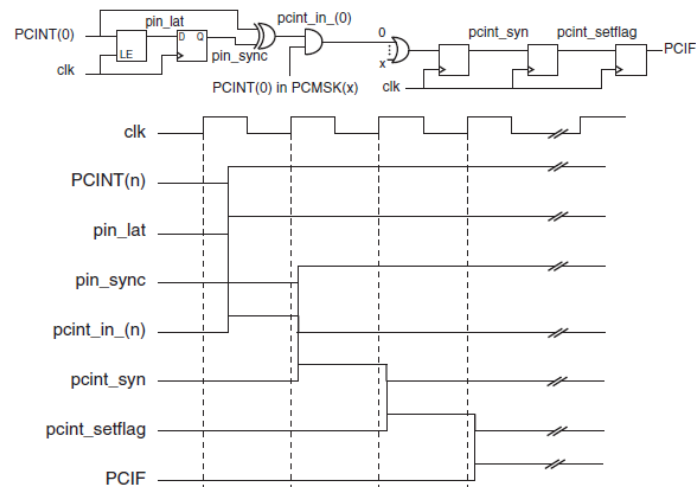 PCINT(0)
pin_lat
LE
D Q
pin_sync
clk
pcint_in_(0)
PCINT(0) in PCMSK(x)
0
x
clk
pcint_syn
pcint_setflag
PCIF
clk
PCINT(n)
pin_lat
pin_sync
pcint_in_(n)
pcint_syn
pcint_setflag
PCIF